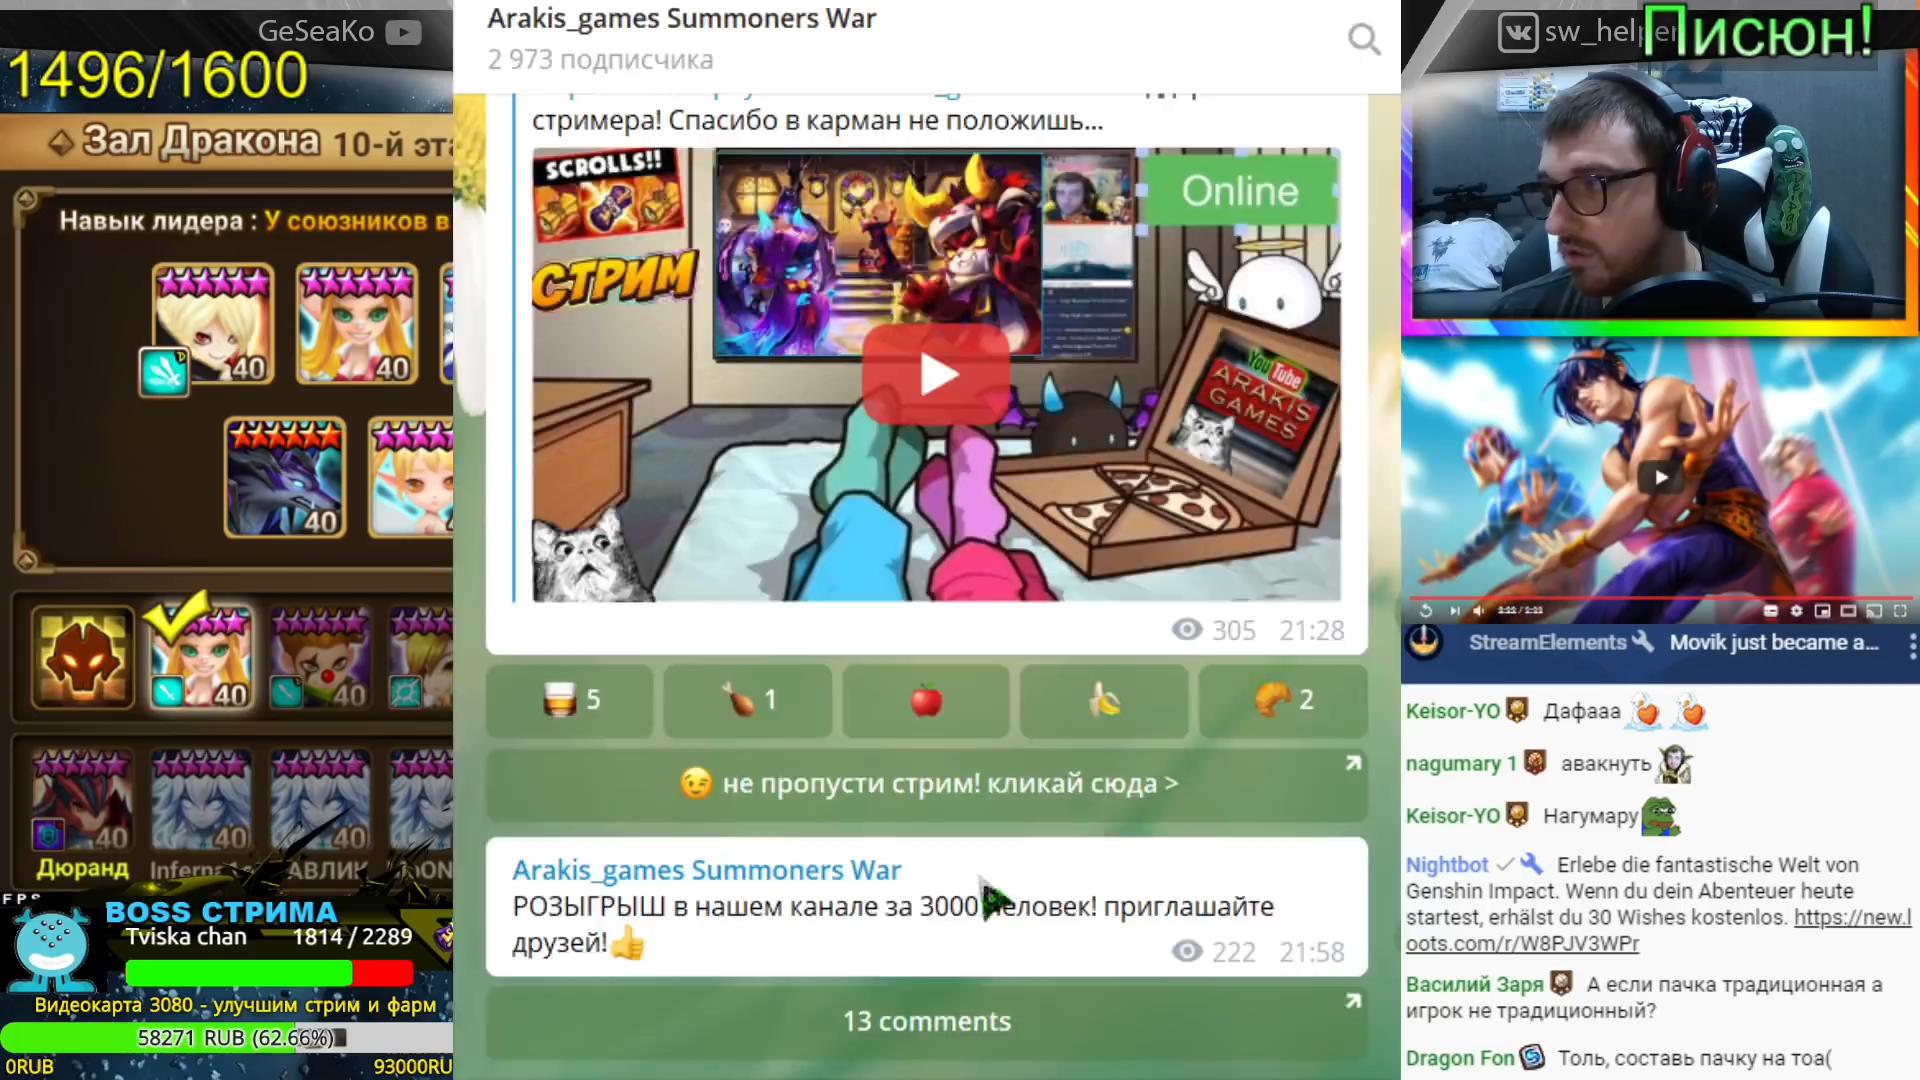 GeSeaKo
1496/1600
Зал Дракона 10-й эта
Навык лидера : У союзников в
40
40
40
40
40
40
40
40
40
Дюранд
АВЛИК
FPS
BOSS СТРИМА
Tviska chan 1814 / 2289
Видеокарта 3080 - улучшим стрим и фарм
58271 RUB (62.66%)
0RUB 93000RU
Arakis_games Summoners War
2 973 подписчика
стримера! Спасибо в карман не положишь...
SCROLLS!!
СТРИМ
Online
YouTube
ARAKIS
GAMES
305 21:28
5
1
2
не пропусти стрим! кликай сюда >
Arakis_games Summoners War
РОЗЫГРЫШ в нашем канале за 3000 человек! приглашайте
друзей!
222 21:58
13 comments
sw_helper
Писюн!
StreamElements Movik just became a...
Keisor-YO Дафааа
nagumary 1 авакнуть
Keisor-YO Нагумару
Nightbot Erlebe die fantastische Welt von
Genshin Impact. Wenn du dein Abenteuer heute
startest, erhälst du 30 Wishes kostenlos. https://new.l
oots.com/r/W8PJV3WPr
Василий Заря А если пачка традиционная а
игрок не традиционный?
Dragon Fon Толь, составь пачку на тоа(